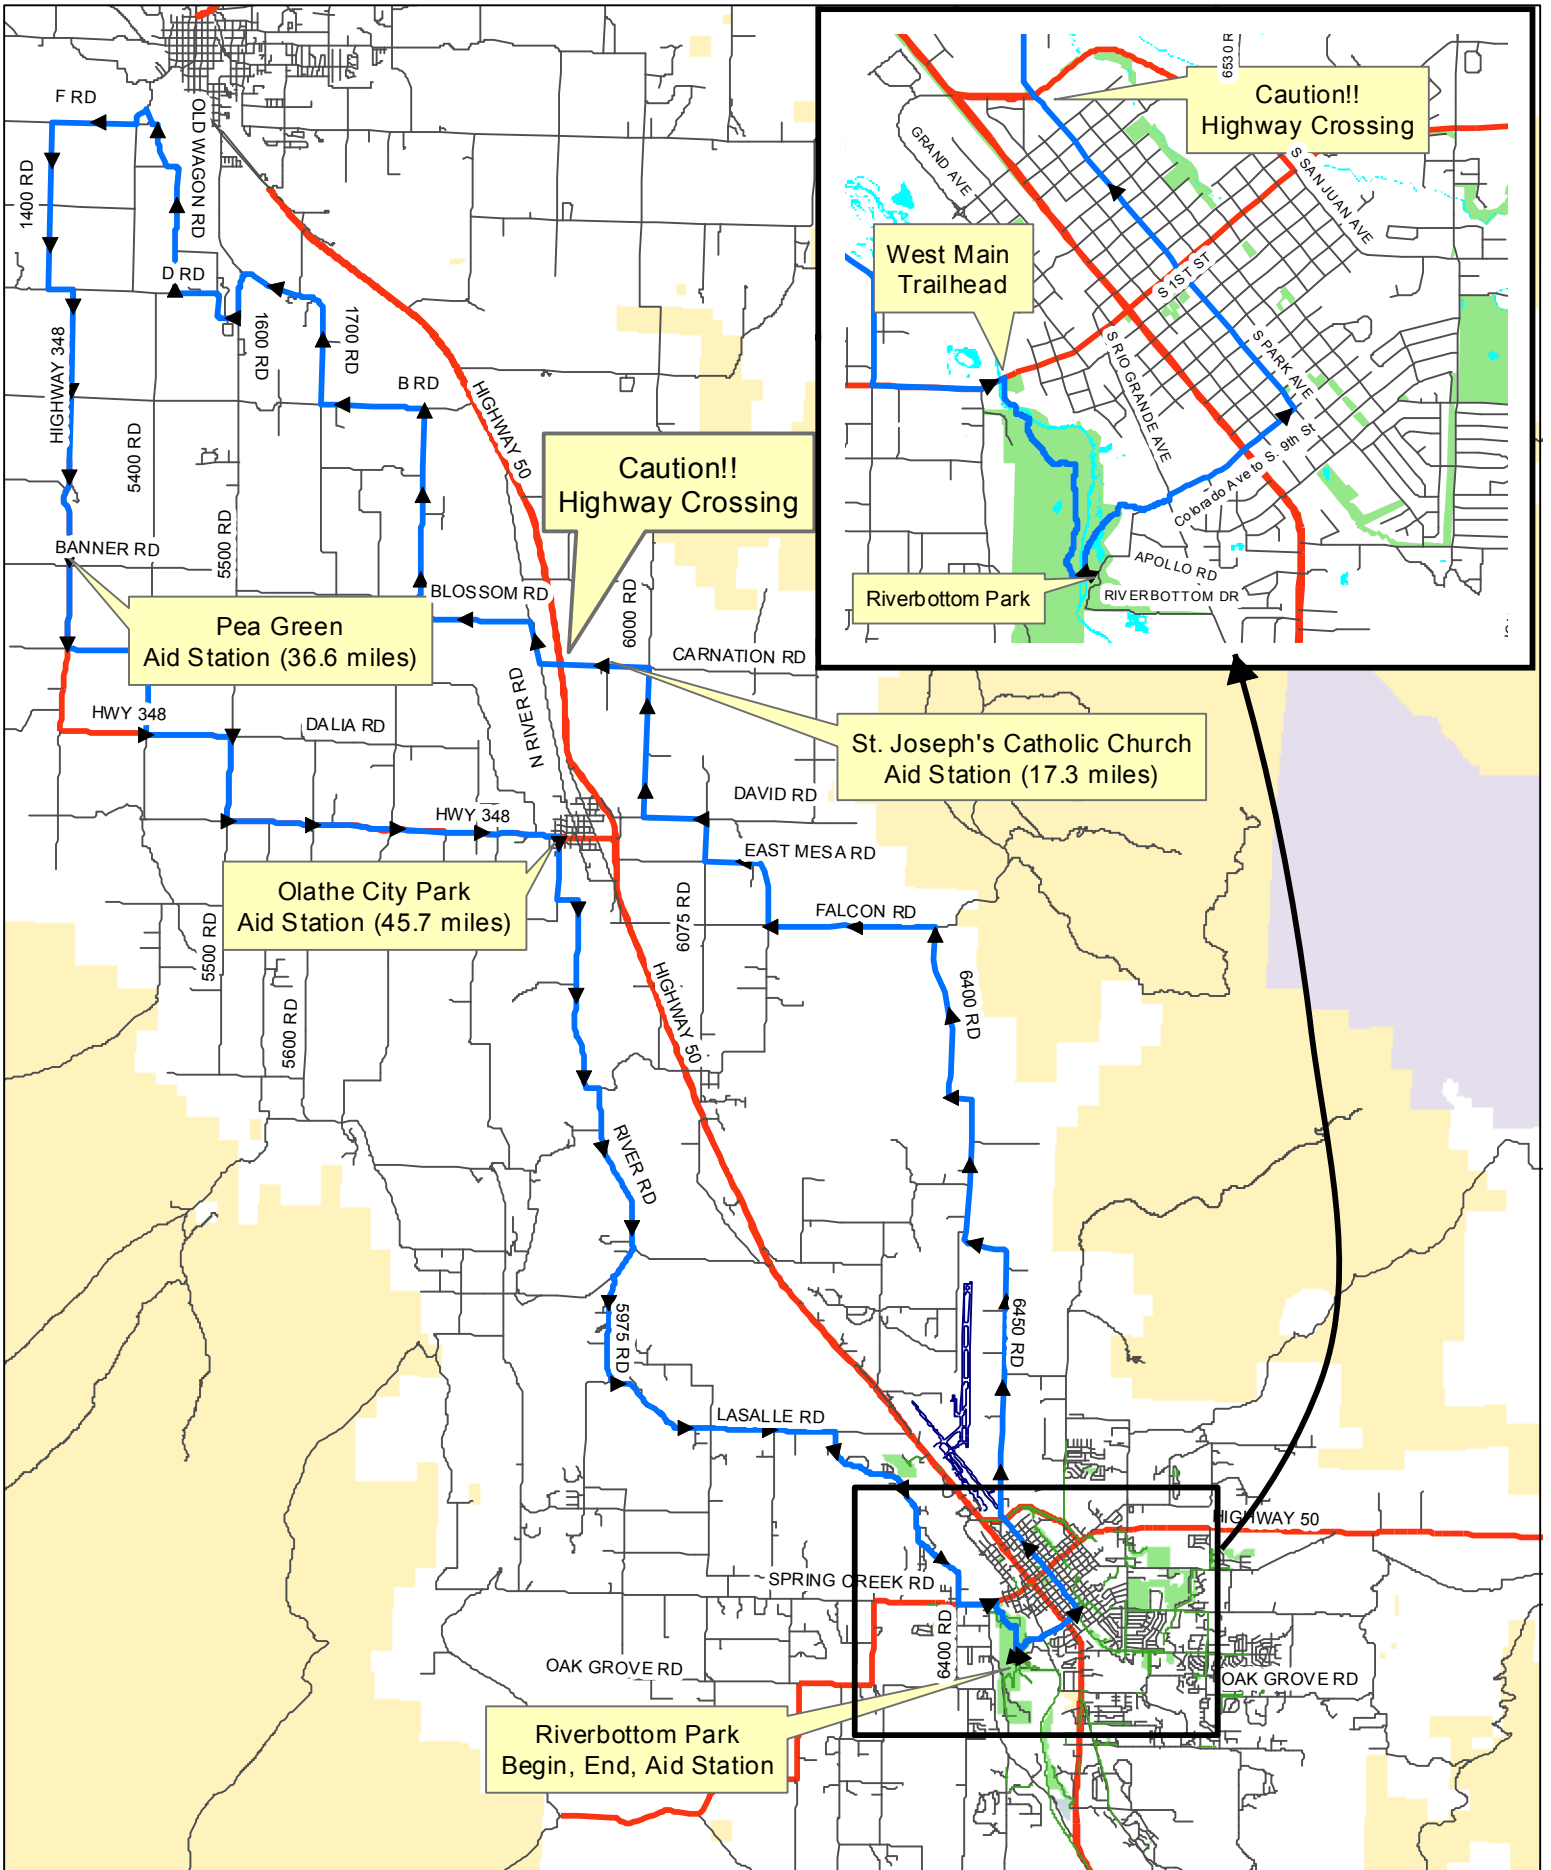 F RD
OLD WAGON RD
1400 RD
D RD
1600 RD
1700 RD
HIGHWAY 348
B RD
5400 RD
HIGHWAY 50
5500 RD
BANNER RD
Caution!!
Highway Crossing
BLOSSOM RD
6000 RD
Pea Green
Aid Station (36.6 miles)
CARNATION RD
N RIVER RD
HWY 348
DALIA RD
St. Joseph's Catholic Church
Aid Station (17.3 miles)
DAVID RD
HWY 348
EAST MESA RD
Olathe City Park
Aid Station (45.7 miles)
6075 RD
FALCON RD
5500 RD
HIGHWAY 50
6400 RD
5600 RD
RIVER RD
5975 RD
6450 RD
LASALLE RD
HIGHWAY 50
SPRING CREEK RD
6400 RD
OAK GROVE RD
OAK GROVE RD
Riverbottom Park
Begin, End, Aid Station
6530 R
Caution!!
Highway Crossing
GRAND AVE
S SAN JUAN AVE
West Main
Trailhead
S 1ST ST
S RIO GRANDE AVE
S PARK AVE
Colorado Ave to S. 9th St
APOLLO RD
Riverbottom Park
RIVERBOTTOM DR